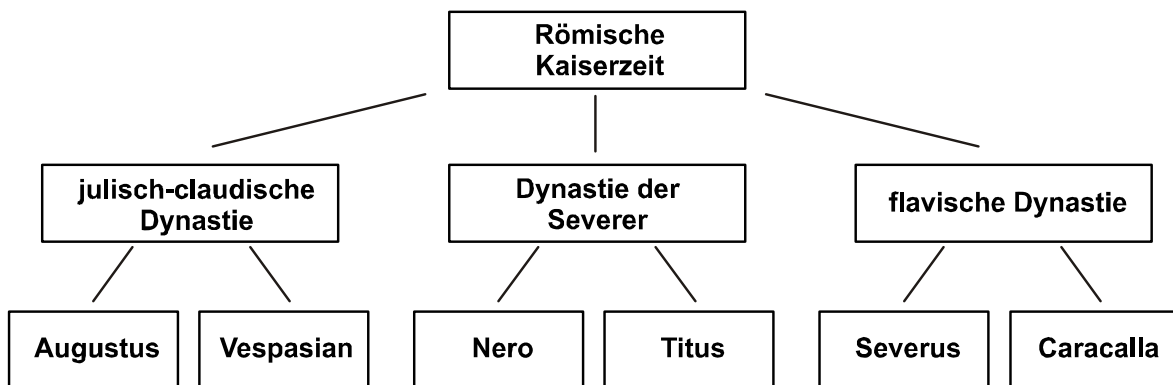 Römische
Kaiserzeit
julisch-claudische
Dynastie
Dynastie der
Severer
flavische Dynastie
Augustus
Vespasian
Nero
Titus
Severus
Caracalla